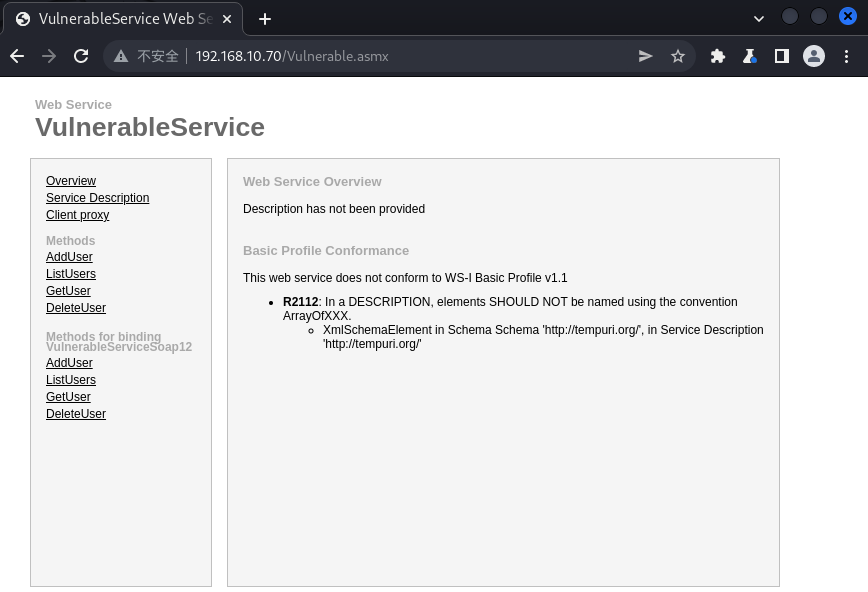 VulnerableService Web Se
不安全
192.168.10.70/Vulnerable.asmx
Web Service
VulnerableService
Overview
Service Description
Client proxy
Methods
AddUser
ListUsers
GetUser
DeleteUser
Methods for binding
VulnerableServiceSoap12
AddUser
ListUsers
GetUser
DeleteUser
Web Service Overview
Description has not been provided
Basic Profile Conformance
This web service does not conform to WS-I Basic Profile v1.1
R2112: In a DESCRIPTION, elements SHOULD NOT be named using the convention
ArrayOfXXX.
XmlSchemaElement in Schema Schema 'http://tempuri.org/', in Service Description
'http://tempuri.org/'